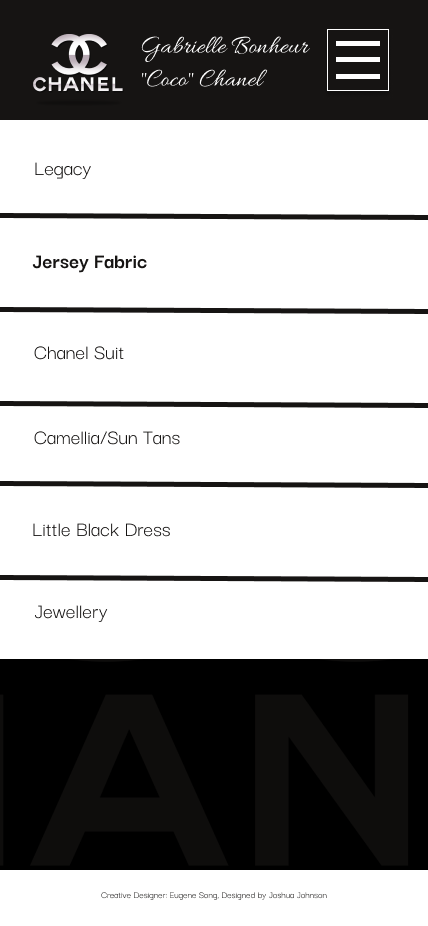 CHANEL
Gabrielle Bonheur
"Coco" Chanel
Legacy
Jersey Fabric
Chanel Suit
Camellia/Sun Tans
Little Black Dress
Jewellery
AN
Creative Designer: Eugene Song, Designed by Joshua Johnson